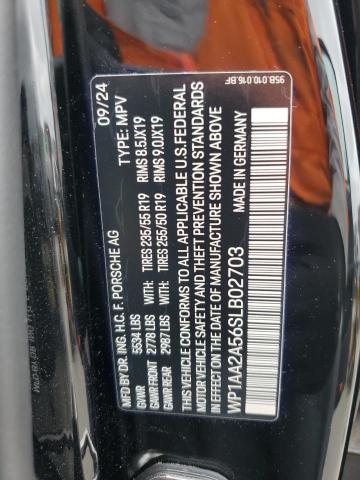 95B.010.016.BF
09/24
MFD. BY DR. ING. H.C. F. PORSCHE AG TYPE: MPV
GVWR 5534 LBS
GAWR FRONT 2778 LBS WITH TIRES 235/55 R19 RIMS 8.5JX19
GAWR REAR 2987 LBS WITH TIRES 255/50 R19 RIMS 9.0JX19
THIS VEHICLE CONFORMS TO ALL APPLICABLE U.S. FEDERAL
VEHICLE SAFETY AND THEFT PREVENTION STANDARDS
IN EFFECT ON THE DATE OF MANUFACTURE SHOWN ABOVE.
WP1AA2A56SLB02703 MADE IN GERMANY